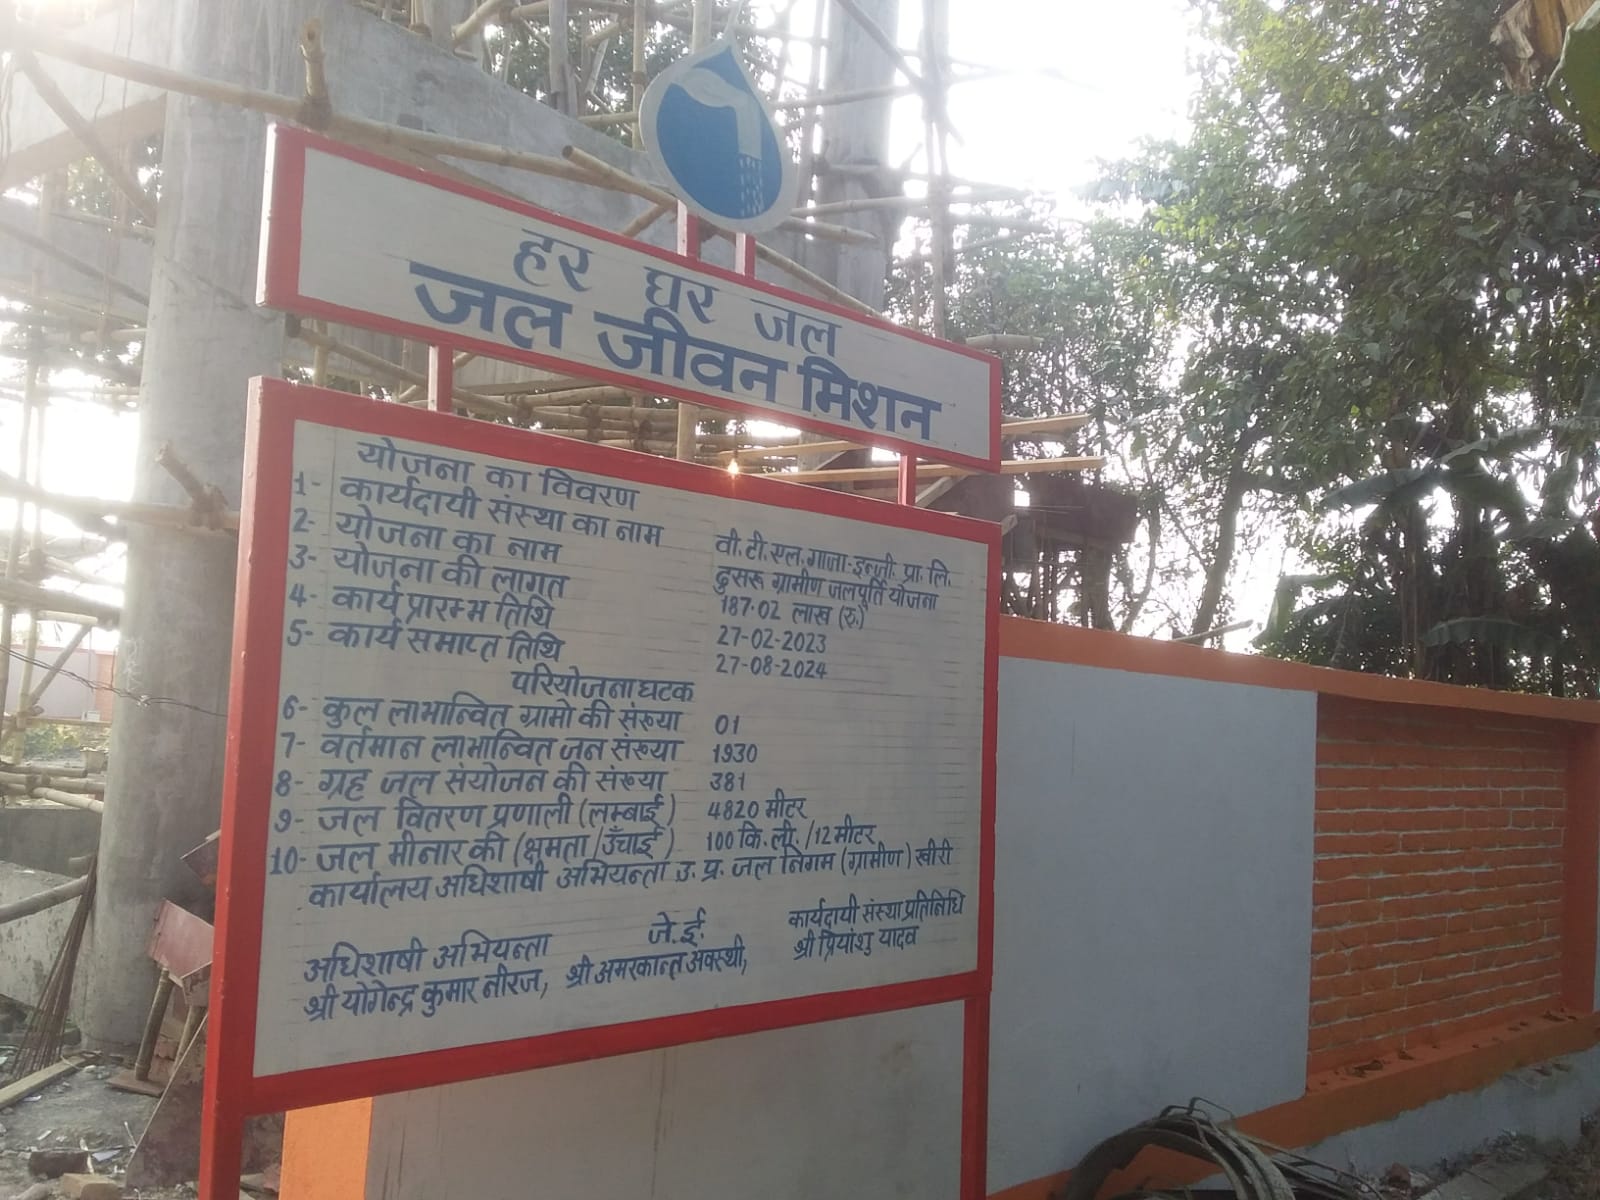 हर घर जल
जल जीवन मिशन
योजना का विवरण
1- कार्यदायी संस्था का नाम वी.टी.एल.गाजा-इन्जी. प्रा. लि.
2- योजना का नाम दुसरू ग्रामीण जलपूर्ति योजना
3- योजना की लागत 187.02 लाख (रु.)
4- कार्य प्रारम्भ तिथि 27-02-2023
5- कार्य समाप्त तिथि 27-08-2024
परियोजना घटक
6- कुल लाभान्वित ग्रामो की संख्या 01
7- वर्तमान लाभान्वित जन संख्या 1930
8- ग्रह जल संयोजन की संख्या 381
9- जल वितरण प्रणाली (लम्बाई) 4820 मीटर
10- जल मीनार की (क्षमता/उँचाई) 100 कि.ली. /12 मीटर
कार्यालय अधिशाषी अभियन्ता उ.प्र. जल निगम (ग्रामीण) खीरी
अधिशाषी अभियन्ता जे.ई. कार्यदायी संस्था प्रतिनिधि
श्री योगेन्द्र कुमार नीरज, श्री अमरकान्त अवस्थी, श्री प्रियांशु यादव